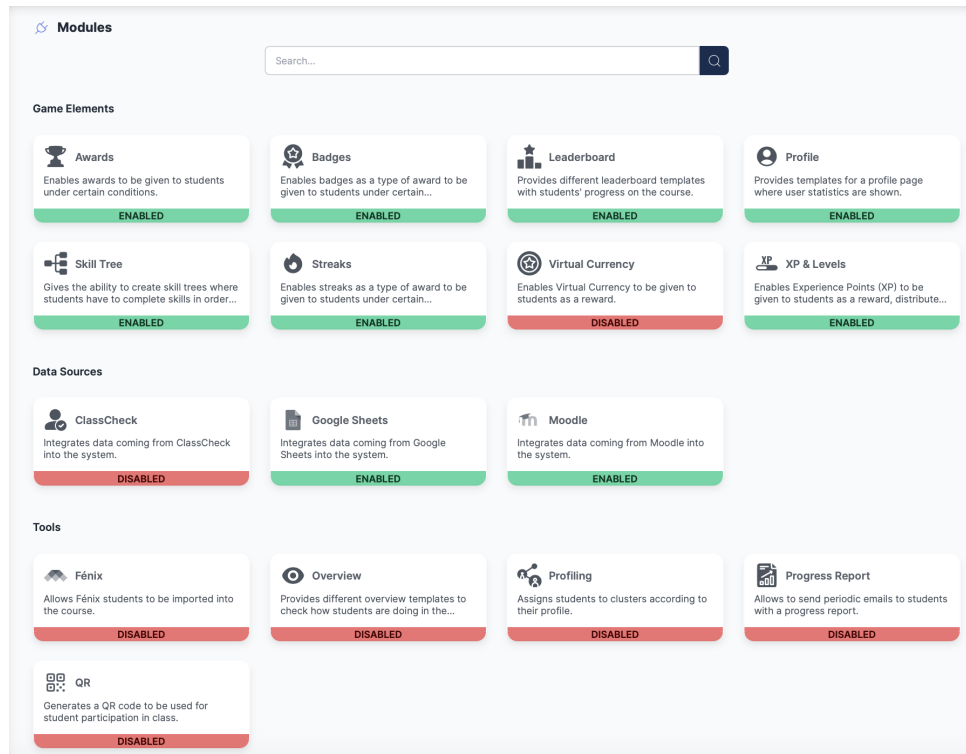 Modules
Search...
Game Elements
Awards
Enables awards to be given to students
under certain conditions.
ENABLED
Badges
Enables badges as a type of award to be
given to students under certain...
ENABLED
Leaderboard
Provides different leaderboard templates
with students' progress on the course.
ENABLED
Profile
Provides templates for a profile page
where user statistics are shown.
ENABLED
Skill Tree
Gives the ability to create skill trees where
students have to complete skills in order...
ENABLED
Streaks
Enables streaks as a type of award to be
given to students under certain...
ENABLED
Virtual Currency
Enables Virtual Currency to be given to
students as a reward.
DISABLED
XP
XP & Levels
Enables Experience Points (XP) to be
given to students as a reward, distribute...
ENABLED
Data Sources
ClassCheck
Integrates data coming from ClassCheck
into the system.
DISABLED
Google Sheets
Integrates data coming from Google
Sheets into the system.
ENABLED
Moodle
Integrates data coming from Moodle into
the system.
ENABLED
Tools
Fénix
Allows Fénix students to be imported into
the course.
DISABLED
Overview
Provides different overview templates to
check how students are doing in the...
DISABLED
Profiling
Assigns students to clusters according to
their profile.
DISABLED
Progress Report
Allows to send periodic emails to students
with a progress report.
DISABLED
QR
Generates a QR code to be used for
student participation in class.
DISABLED